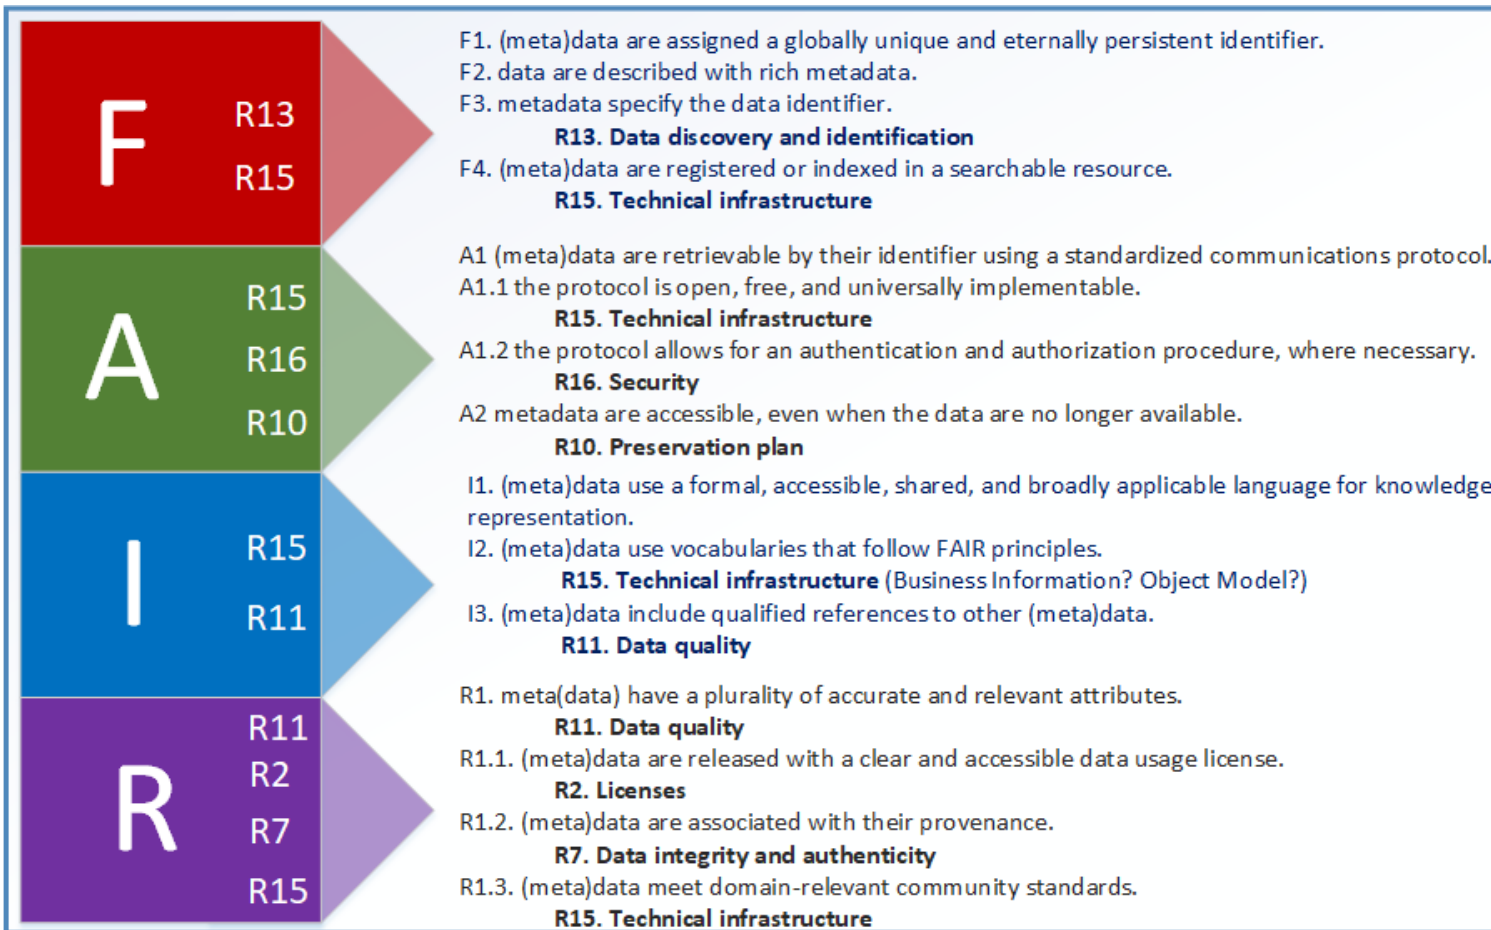 F
R13
R15
F1. (meta)data are assigned a globally unique and eternally persistent identifier.
F2. data are described with rich metadata.
F3. metadata specify the data identifier.
R13. Data discovery and identification
F4. (meta)data are registered or indexed in a searchable resource.
R15. Technical infrastructure
A
R15
R16
R10
A1 (meta)data are retrievable by their identifier using a standardized communications protocol.
A1.1 the protocol is open, free, and universally implementable.
R15. Technical infrastructure
A1.2 the protocol allows for an authentication and authorization procedure, where necessary.
R16. Security
A2 metadata are accessible, even when the data are no longer available.
R10. Preservation plan
I
R15
R11
I1. (meta)data use a formal, accessible, shared, and broadly applicable language for knowledge
representation.
I2. (meta)data use vocabularies that follow FAIR principles.
R15. Technical infrastructure (Business Information? Object Model?)
I3. (meta)data include qualified references to other (meta)data.
R11. Data quality
R
R11
R2
R7
R15
R1. meta(data) have a plurality of accurate and relevant attributes.
R11. Data quality
R1.1. (meta)data are released with a clear and accessible data usage license.
R2. Licenses
R1.2. (meta)data are associated with their provenance.
R7. Data integrity and authenticity
R1.3. (meta)data meet domain-relevant community standards.
R15. Technical infrastructure